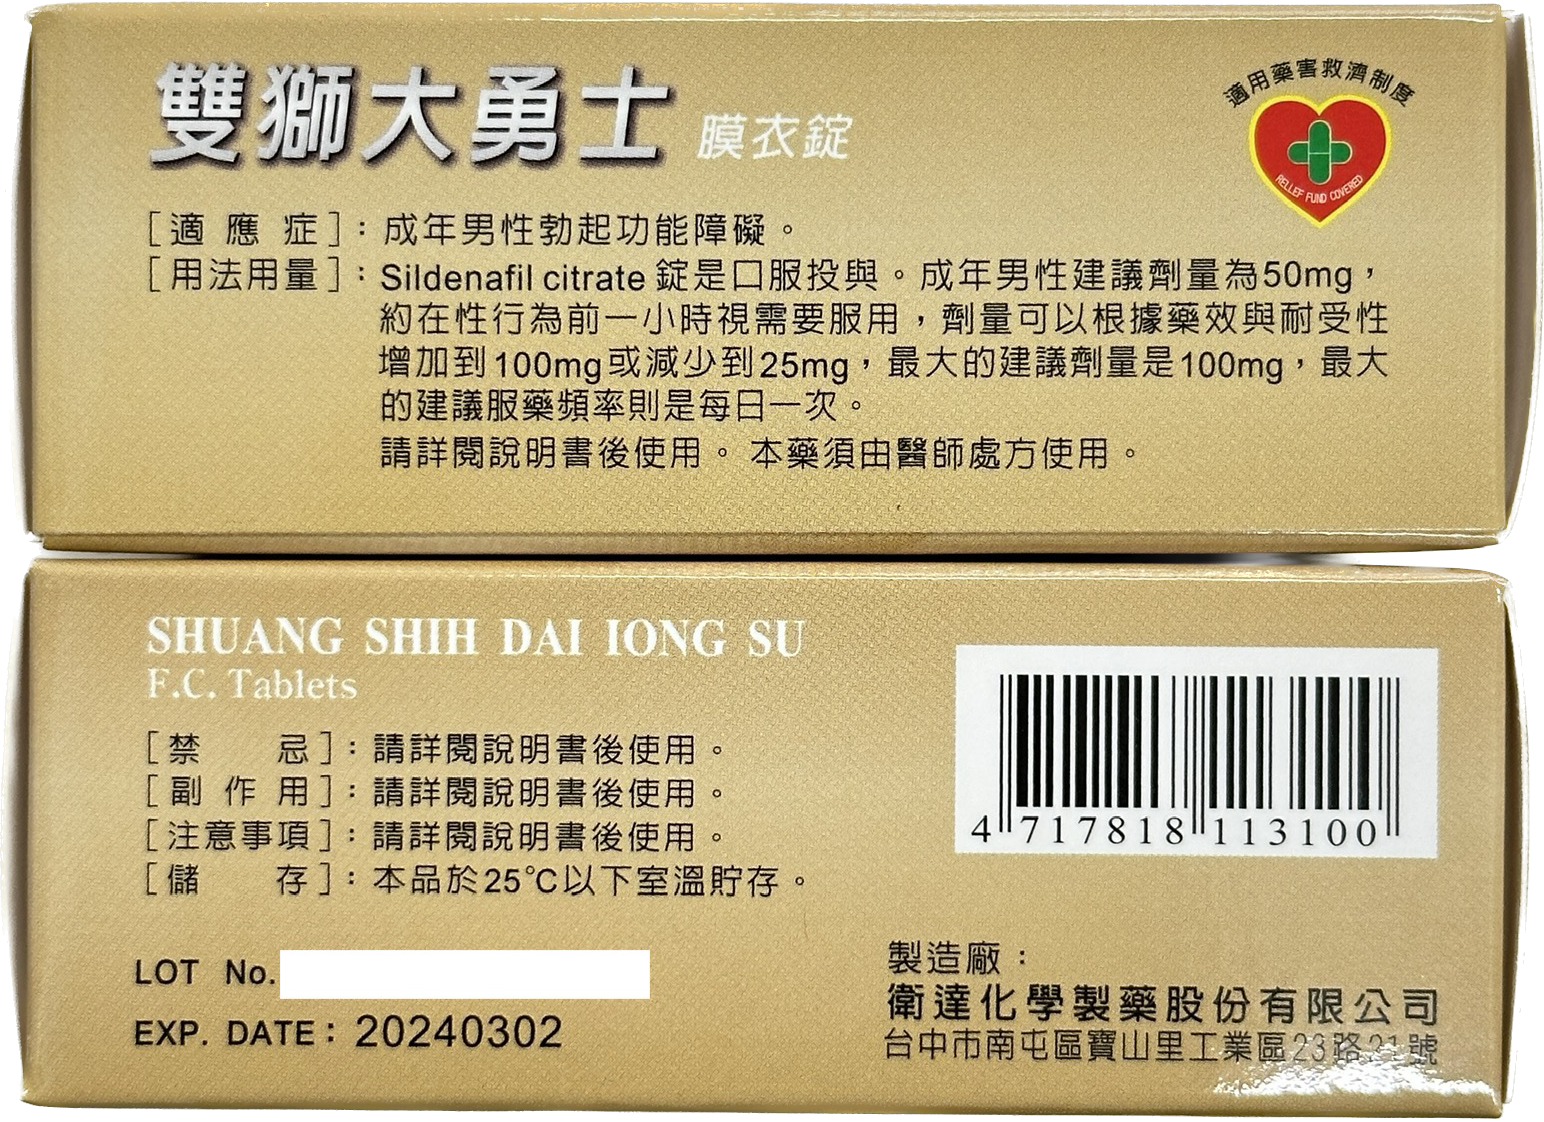 雙獅大勇士 膜衣錠
適用藥害救濟制度
RELIEF FUND COVERED
[適應症]：成年男性勃起功能障礙。
[用法用量]：Sildenafil citrate 錠是口服投與。成年男性建議劑量為50mg，
約在性行為前一小時視需要服用，劑量可以根據藥效與耐受性
增加到100mg或減少到25mg，最大的建議劑量是100mg，最大
的建議服藥頻率則是每日一次。
請詳閱說明書後使用。本藥須由醫師處方使用。
SHUANG SHIH DAI IONG SU
F.C. Tablets
[禁忌]：請詳閱說明書後使用。
[副作用]：請詳閱說明書後使用。
[注意事項]：請詳閱說明書後使用。
[儲存]：本品於25℃以下室溫貯存。
4 717818 113100
LOT No.
EXP. DATE：20240302
製造廠：
衛達化學製藥股份有限公司
台中市南屯區寶山里工業區23路21號